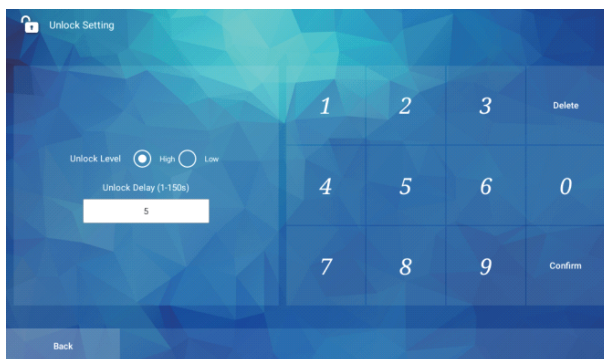 Unlock Setting
1 2 3 Delete
Unlock Level High Low
Unlock Delay (1-150s)
4 5 6 0
5
7 8 9 Confirm
Back